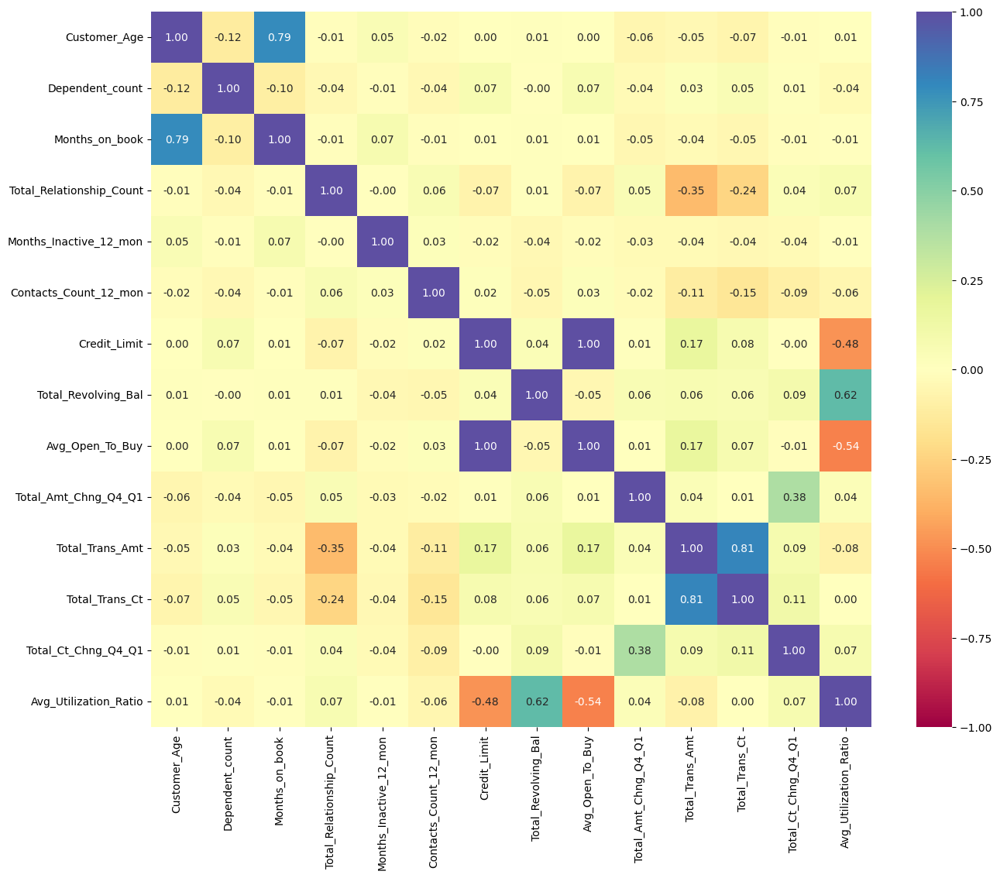 Customer_Age 1.00 -0.12 0.79 -0.01 0.05 -0.02 0.00 0.01 0.00 -0.06 -0.05 -0.07 -0.01 0.01
Dependent_count -0.12 1.00 -0.10 -0.04 -0.01 -0.04 0.07 -0.00 0.07 -0.04 0.03 0.05 0.01 -0.04
Months_on_book 0.79 -0.10 1.00 -0.01 0.07 -0.01 0.01 0.01 0.01 -0.05 -0.04 -0.05 -0.01 -0.01
Total_Relationship_Count -0.01 -0.04 -0.01 1.00 -0.00 0.06 -0.07 0.01 -0.07 0.05 -0.35 -0.24 0.04 0.07
Months_Inactive_12_mon 0.05 -0.01 0.07 -0.00 1.00 0.03 -0.02 -0.04 -0.02 -0.03 -0.04 -0.04 -0.04 -0.01
Contacts_Count_12_mon -0.02 -0.04 -0.01 0.06 0.03 1.00 0.02 -0.05 0.03 -0.02 -0.11 -0.15 -0.09 -0.06
Credit_Limit 0.00 0.07 0.01 -0.07 -0.02 0.02 1.00 0.04 1.00 0.01 0.17 0.08 -0.00 -0.48
Total_Revolving_Bal 0.01 -0.00 0.01 0.01 -0.04 -0.05 0.04 1.00 -0.05 0.06 0.06 0.06 0.09 0.62
Avg_Open_To_Buy 0.00 0.07 0.01 -0.07 -0.02 0.03 1.00 -0.05 1.00 0.01 0.17 0.07 -0.01 -0.54
Total_Amt_Chng_Q4_Q1 -0.06 -0.04 -0.05 0.05 -0.03 -0.02 0.01 0.06 0.01 1.00 0.04 0.01 0.38 0.04
Total_Trans_Amt -0.05 0.03 -0.04 -0.35 -0.04 -0.11 0.17 0.06 0.17 0.04 1.00 0.81 0.09 -0.08
Total_Trans_Ct -0.07 0.05 -0.05 -0.24 -0.04 -0.15 0.08 0.06 0.07 0.01 0.81 1.00 0.11 0.00
Total_Ct_Chng_Q4_Q1 -0.01 0.01 -0.01 0.04 -0.04 -0.09 -0.00 0.09 -0.01 0.38 0.09 0.11 1.00 0.07
Avg_Utilization_Ratio 0.01 -0.04 -0.01 0.07 -0.01 -0.06 -0.48 0.62 -0.54 0.04 -0.08 0.00 0.07 1.00
Customer_Age
Dependent_count
Months_on_book
Total_Relationship_Count
Months_Inactive_12_mon
Contacts_Count_12_mon
Credit_Limit
Total_Revolving_Bal
Avg_Open_To_Buy
Total_Amt_Chng_Q4_Q1
Total_Trans_Amt
Total_Trans_Ct
Total_Ct_Chng_Q4_Q1
Avg_Utilization_Ratio
1.00
0.75
0.50
0.25
0.00
−0.25
−0.50
−0.75
−1.00